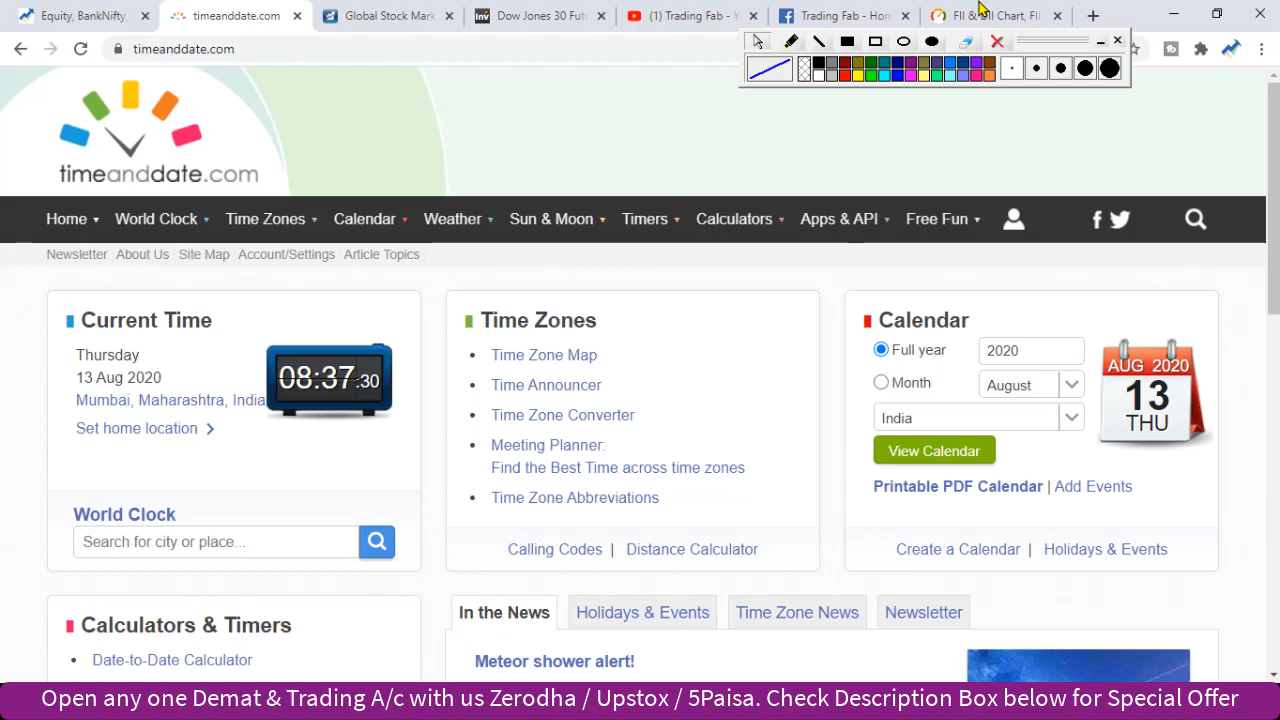 Equity, BankNifty,
timeanddate.com
Global Stock Mark
Dow Jones 30 Fut
(1) Trading Fab - Y
Trading Fab - Hom
FII & Chart, FII
timeanddate.com
timeanddate.com
Home World Clock Time Zones Calendar Weather Sun & Moon Timers Calculators Apps & API Free Fun
Newsletter About Us Site Map Account/Settings Article Topics
Current Time
Thursday
13 Aug 2020
Mumbai, Maharashtra, India
Set home location
08:37:30
World Clock
Search for city or place...
Time Zones
Time Zone Map
Time Announcer
Time Zone Converter
Meeting Planner:
Find the Best Time across time zones
Time Zone Abbreviations
Calling Codes | Distance Calculator
Calendar
Full year 2020
Month August
India
View Calendar
AUG 2020
13
THU
Printable PDF Calendar | Add Events
Create a Calendar | Holidays & Events
Calculators & Timers
Date-to-Date Calculator
In the News Holidays & Events Time Zone News Newsletter
Meteor shower alert!
Open any one Demat & Trading A/c with us Zerodha / Upstox / 5Paisa. Check Description Box below for Special Offer